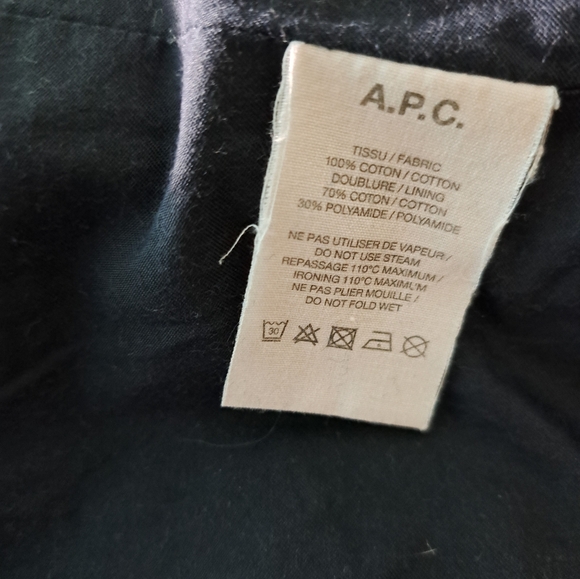 A.P.C.
TISSU / FABRIC
100% COTON / COTTON
DOUBLURE / LINING
70% COTON / COTTON
30% POLYAMIDE / POLYAMIDE
NE PAS UTILISER DE VAPEUR /
DO NOT USE STEAM
REPASSAGE 110°C MAXIMUM /
IRONING 110°C MAXIMUM
NE PAS PLIER MOUILLE /
DO NOT FOLD WET
30